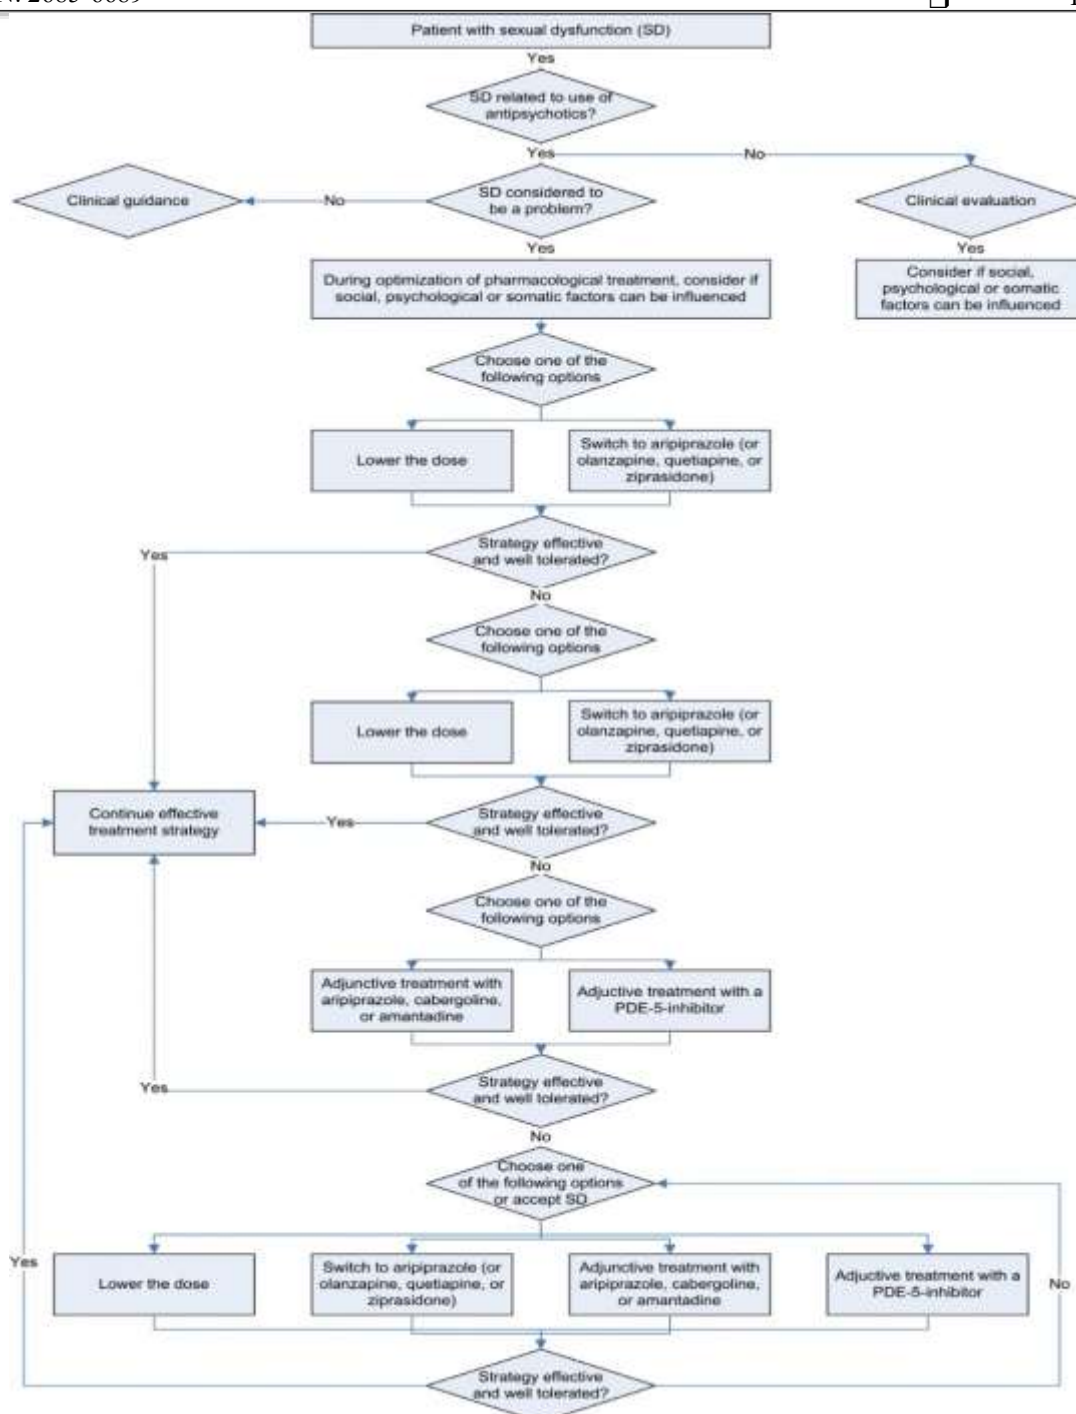 Patient with sexual dysfunction (SD)
Yes
SD related to use of
antipsychotics?
Yes
No
Clinical guidance
No
SD considered to
be a problem?
Clinical evaluation
Yes
Yes
During optimization of pharmacological treatment, consider if
social, psychological or somatic factors can be influenced
Consider if social,
psychological or somatic
factors can be influenced
Choose one of the
following options
Lower the dose
Switch to aripiprazole (or
olanzapine, quetiapine, or
ziprasidone)
Strategy effective
and well tolerated?
Yes
No
Choose one of the
following options
Lower the dose
Switch to aripiprazole (or
olanzapine, quetiapine, or
ziprasidone)
Continue effective
treatment strategy
Yes
Strategy effective
and well tolerated?
No
Choose one of the
following options
Adjunctive treatment with
aripiprazole, cabergoline,
or amantadine
Adjuctive treatment with a
PDE-5-inhibitor
Yes
Strategy effective
and well tolerated?
No
Choose one
of the following options
or accept SD
Yes
Lower the dose
Switch to aripiprazole (or
olanzapine, quetiapine, or
ziprasidone)
Adjunctive treatment with
aripiprazole, cabergoline,
or amantadine
Adjuctive treatment with a
PDE-5-inhibitor
No
Strategy effective
and well tolerated?